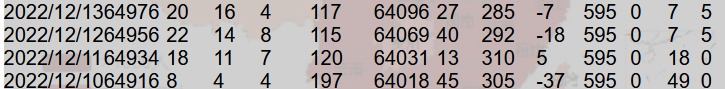 2022/12/1364976 20 16 4 117 64096 27 285 -7 595 0 7 5
2022/12/1264956 22 14 8 115 64069 40 292 -18 595 0 7 5
2022/12/1164934 18 11 7 120 64031 13 310 5 595 0 18 0
2022/12/1064916 8 4 4 197 64018 45 305 -37 595 0 49 0